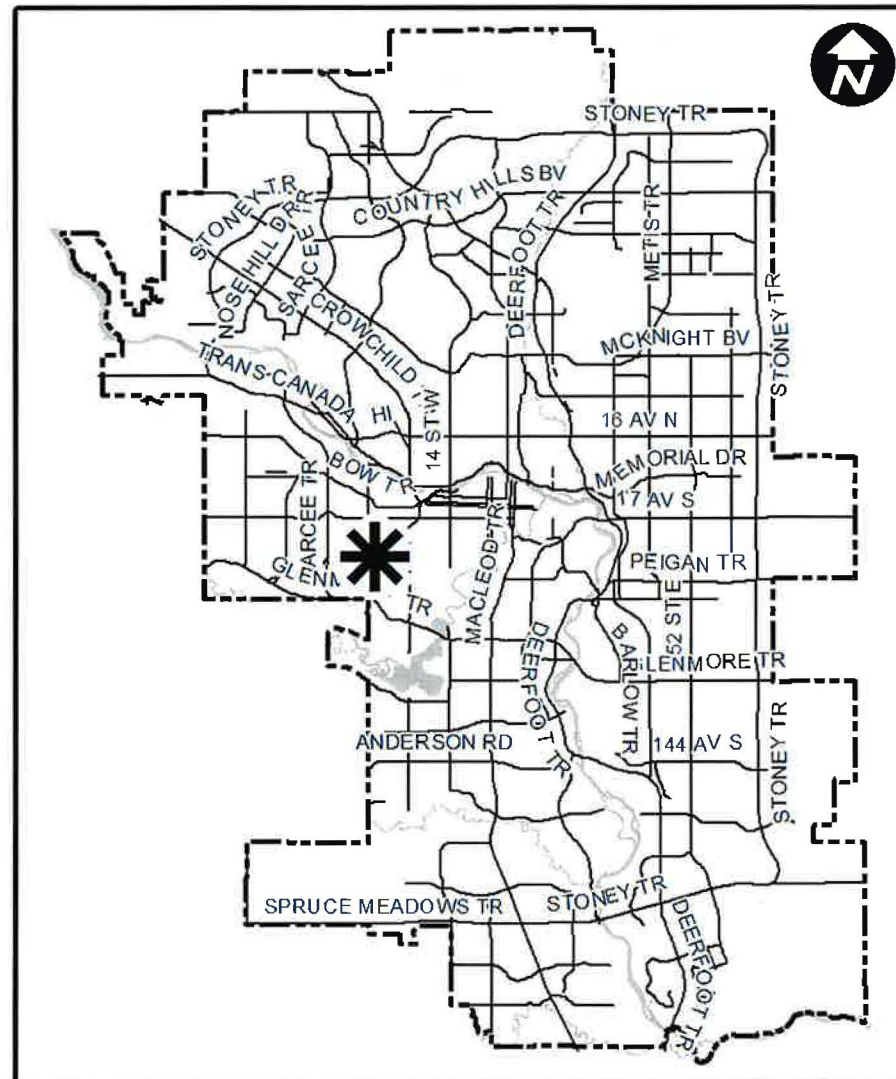 N
STONEY TR
STONEY TR
COUNTRY HILLS BV
NOSE HILL DR
SARCEE TR
DEERFOOT TR
METIS TR
STONEY TR
CROWCHILD T
MCKNIGHT BV
TRANS-CANADA HI
14 ST W
16 AV N
BOW TR
MEMORIAL DR
17 AV S
ARCEE TR
MACLEOD TR
PEIGAN TR
GLENM
TR
52 ST E
DEERFOOT TR
BARLOW TR
LENMORE TR
ANDERSON RD
144 AV S
STONEY TR
STONEY TR
SPRUCE MEADOWS TR
DEERFOOT TR